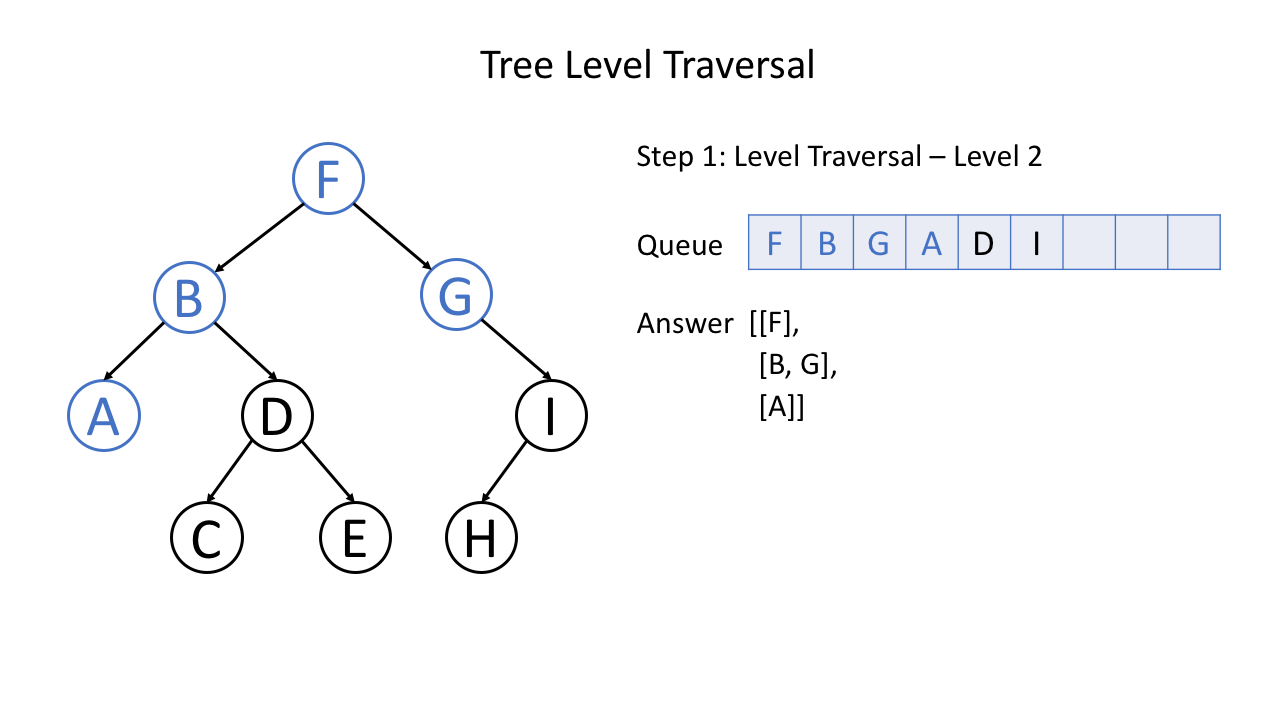 Tree Level Traversal
F
B
G
A
D
I
C
E
H
Step 1: Level Traversal – Level 2
Queue F B G A D I
Answer [[F],
[B, G],
[A]]